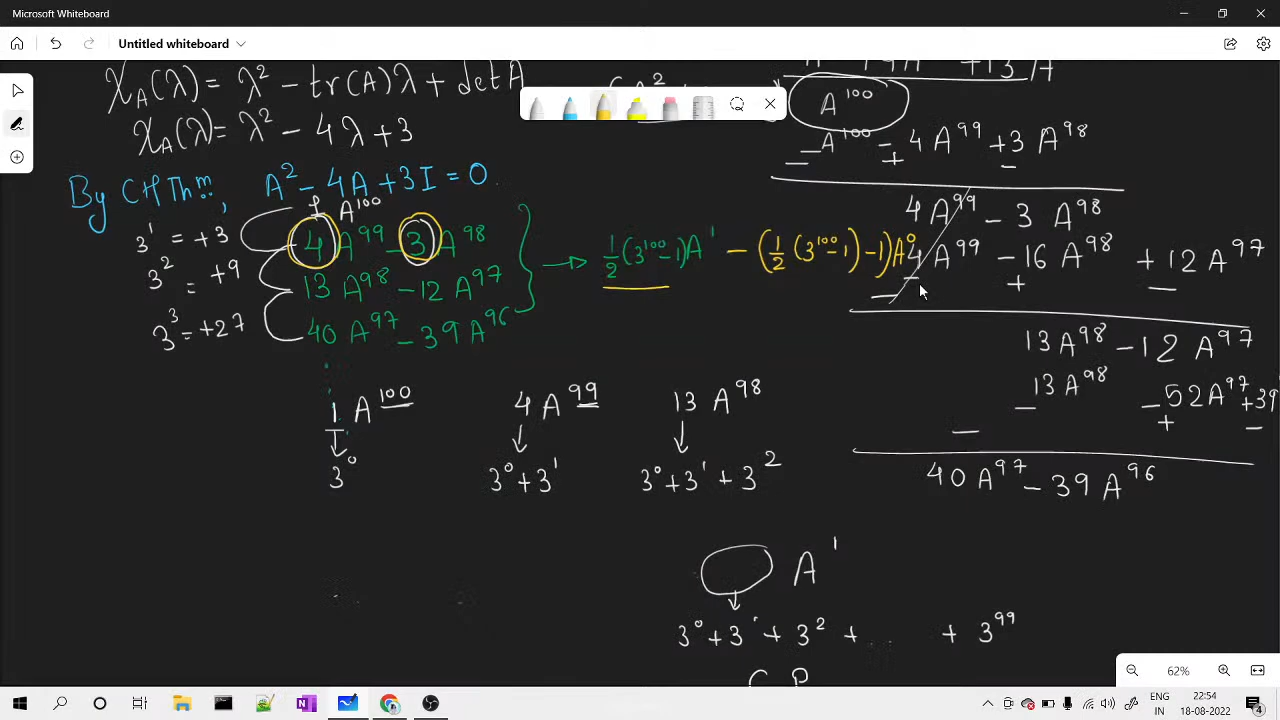 Microsoft Whiteboard
Untitled whiteboard
χ_A(λ) = λ² − tr(A)λ + det A
χ_A(λ) = λ² − 4λ + 3
By CH Thm, A² − 4A + 3I = 0
1 A¹⁰⁰
3¹ = +3
4 A⁹⁹ − 3 A⁹⁸
3² = +9
13 A⁹⁸ − 12 A⁹⁷
3³ = +27
40 A⁹⁷ − 39 A⁹⁶
→ ½(3¹⁰⁰−1)A¹ − (½(3¹⁰⁰−1)−1)A⁰
1 A¹⁰⁰ 4 A⁹⁹ 13 A⁹⁸
3⁰ 3⁰+3¹ 3⁰+3¹+3²
A¹
3⁰ + 3¹ + 3² + ... + 3⁹⁹
A¹⁰⁰
A¹⁰⁰ − 4A⁹⁹ + 3A⁹⁸
− + −
4A⁹⁹ − 3A⁹⁸
4A⁹⁹ − 16A⁹⁸ + 12A⁹⁷
− + −
13A⁹⁸ − 12A⁹⁷
13A⁹⁸ − 52A⁹⁷ +39
− + −
40A⁹⁷ − 39A⁹⁶
62%
ENG
IN
22:54
18-08-2022
4